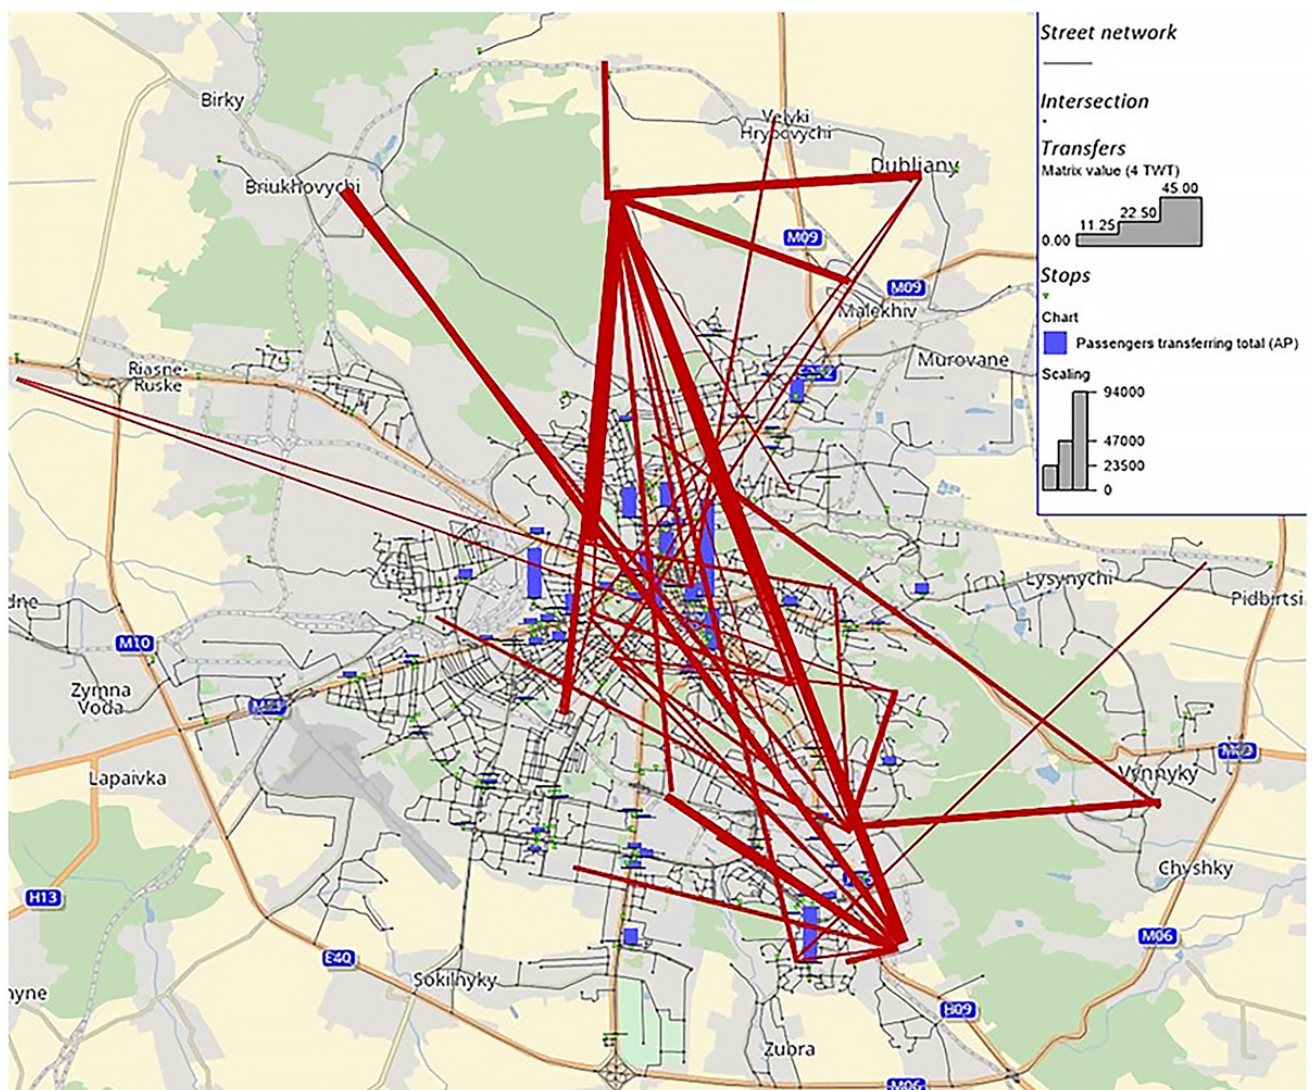 Street network
Intersection
Transfers
Matrix value (4 TWT)
45.00
22 50
11.25
0.00
Stops
Chart
Passengers transferring total (AP)
Scaling
94000
47000
23500
0
Birky
Velyki
Hrybovychi
Dubliany
Briukhovychi
M09
M09
Malekhiv
Murovane
Riasne-
Ruske
Lysynychi
Pidbirtsi
M10
Zymna
Voda
Lapaivka
Vynnyky
Chyshky
H13
M06
E40
Sokilnyky
H09
Zubra
M06